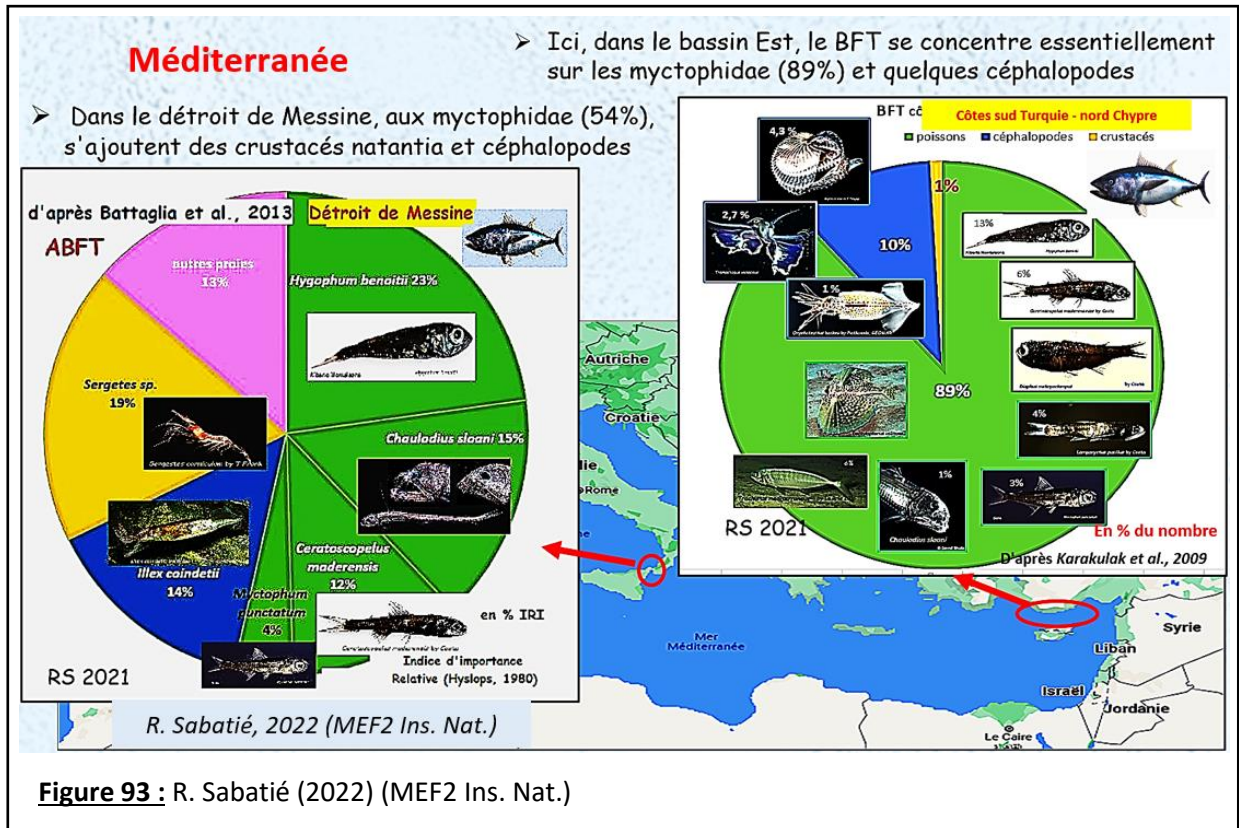 Méditerranée
➢ Ici, dans le bassin Est, le BFT se concentre essentiellement
sur les myctophidae (89%) et quelques céphalopodes
➢ Dans le détroit de Messine, aux myctophidae (54%),
s'ajoutent des crustacés natantia et céphalopodes
d'après Battaglia et al., 2013
Détroit de Messine
ABFT
autres proies
13%
Hygophum benoitii 23%
Sergetes sp.
19%
Chaulodius sloani 15%
Ceratoscopelus
maderensis
12%
Illex coindetii
14%
Myctophum
punctatum
4%
en % IRI
Indice d'importance
Relative (Hyslops, 1980)
RS 2021
R. Sabatié, 2022 (MEF2 Ins. Nat.)
BFT
Côtes sud Turquie - nord Chypre
poissons
céphalopodes
crustacés
4,3 %
2,7 %
1 %
10%
1%
13%
6%
89%
4%
1%
Chaulodius sloani
3%
RS 2021
En % du nombre
D'après Karakulak et al., 2009
Autriche
Croatie
Rome
Mer
Méditerranée
Syrie
Liban
Israël
Jordanie
Le Caire
Figure 93 : R. Sabatié (2022) (MEF2 Ins. Nat.)